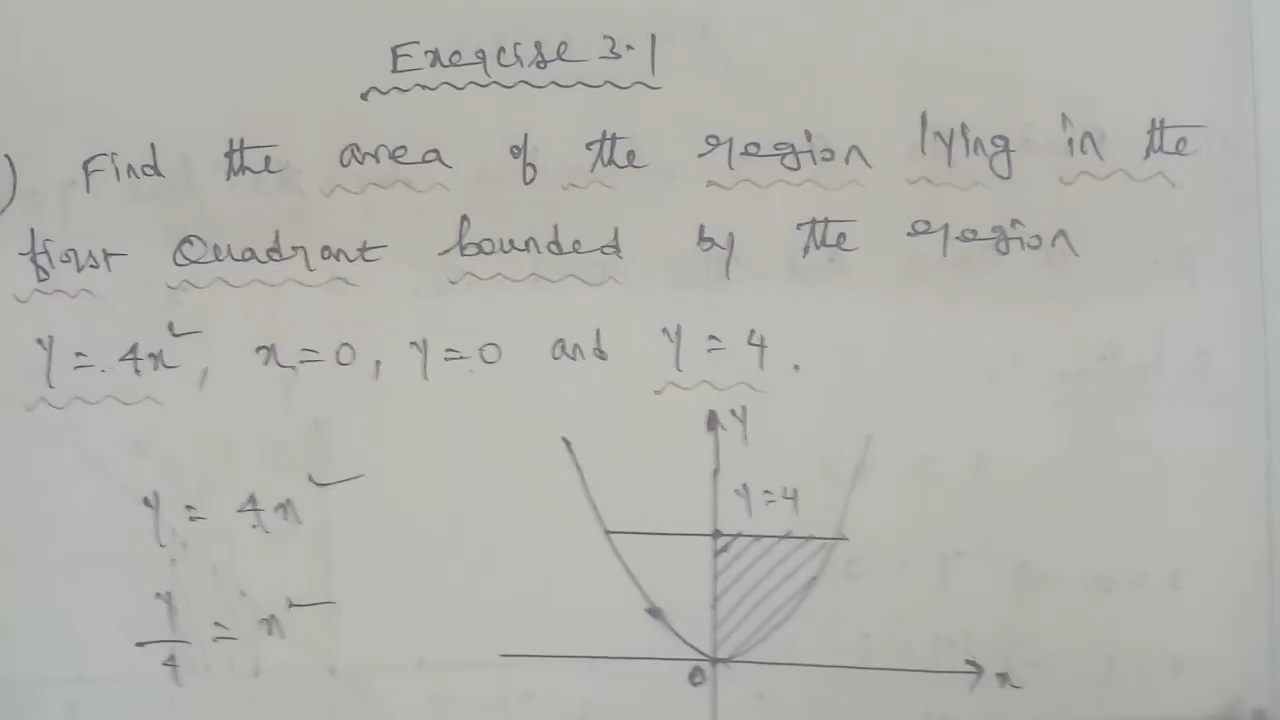 Exercise 3.1
) Find the area of the region lying in the
first Quadrant bounded by the region
y = 4x², x=0, y=0 and y = 4.
y
y=4
y = 4x²
y/4 = x²
0
x